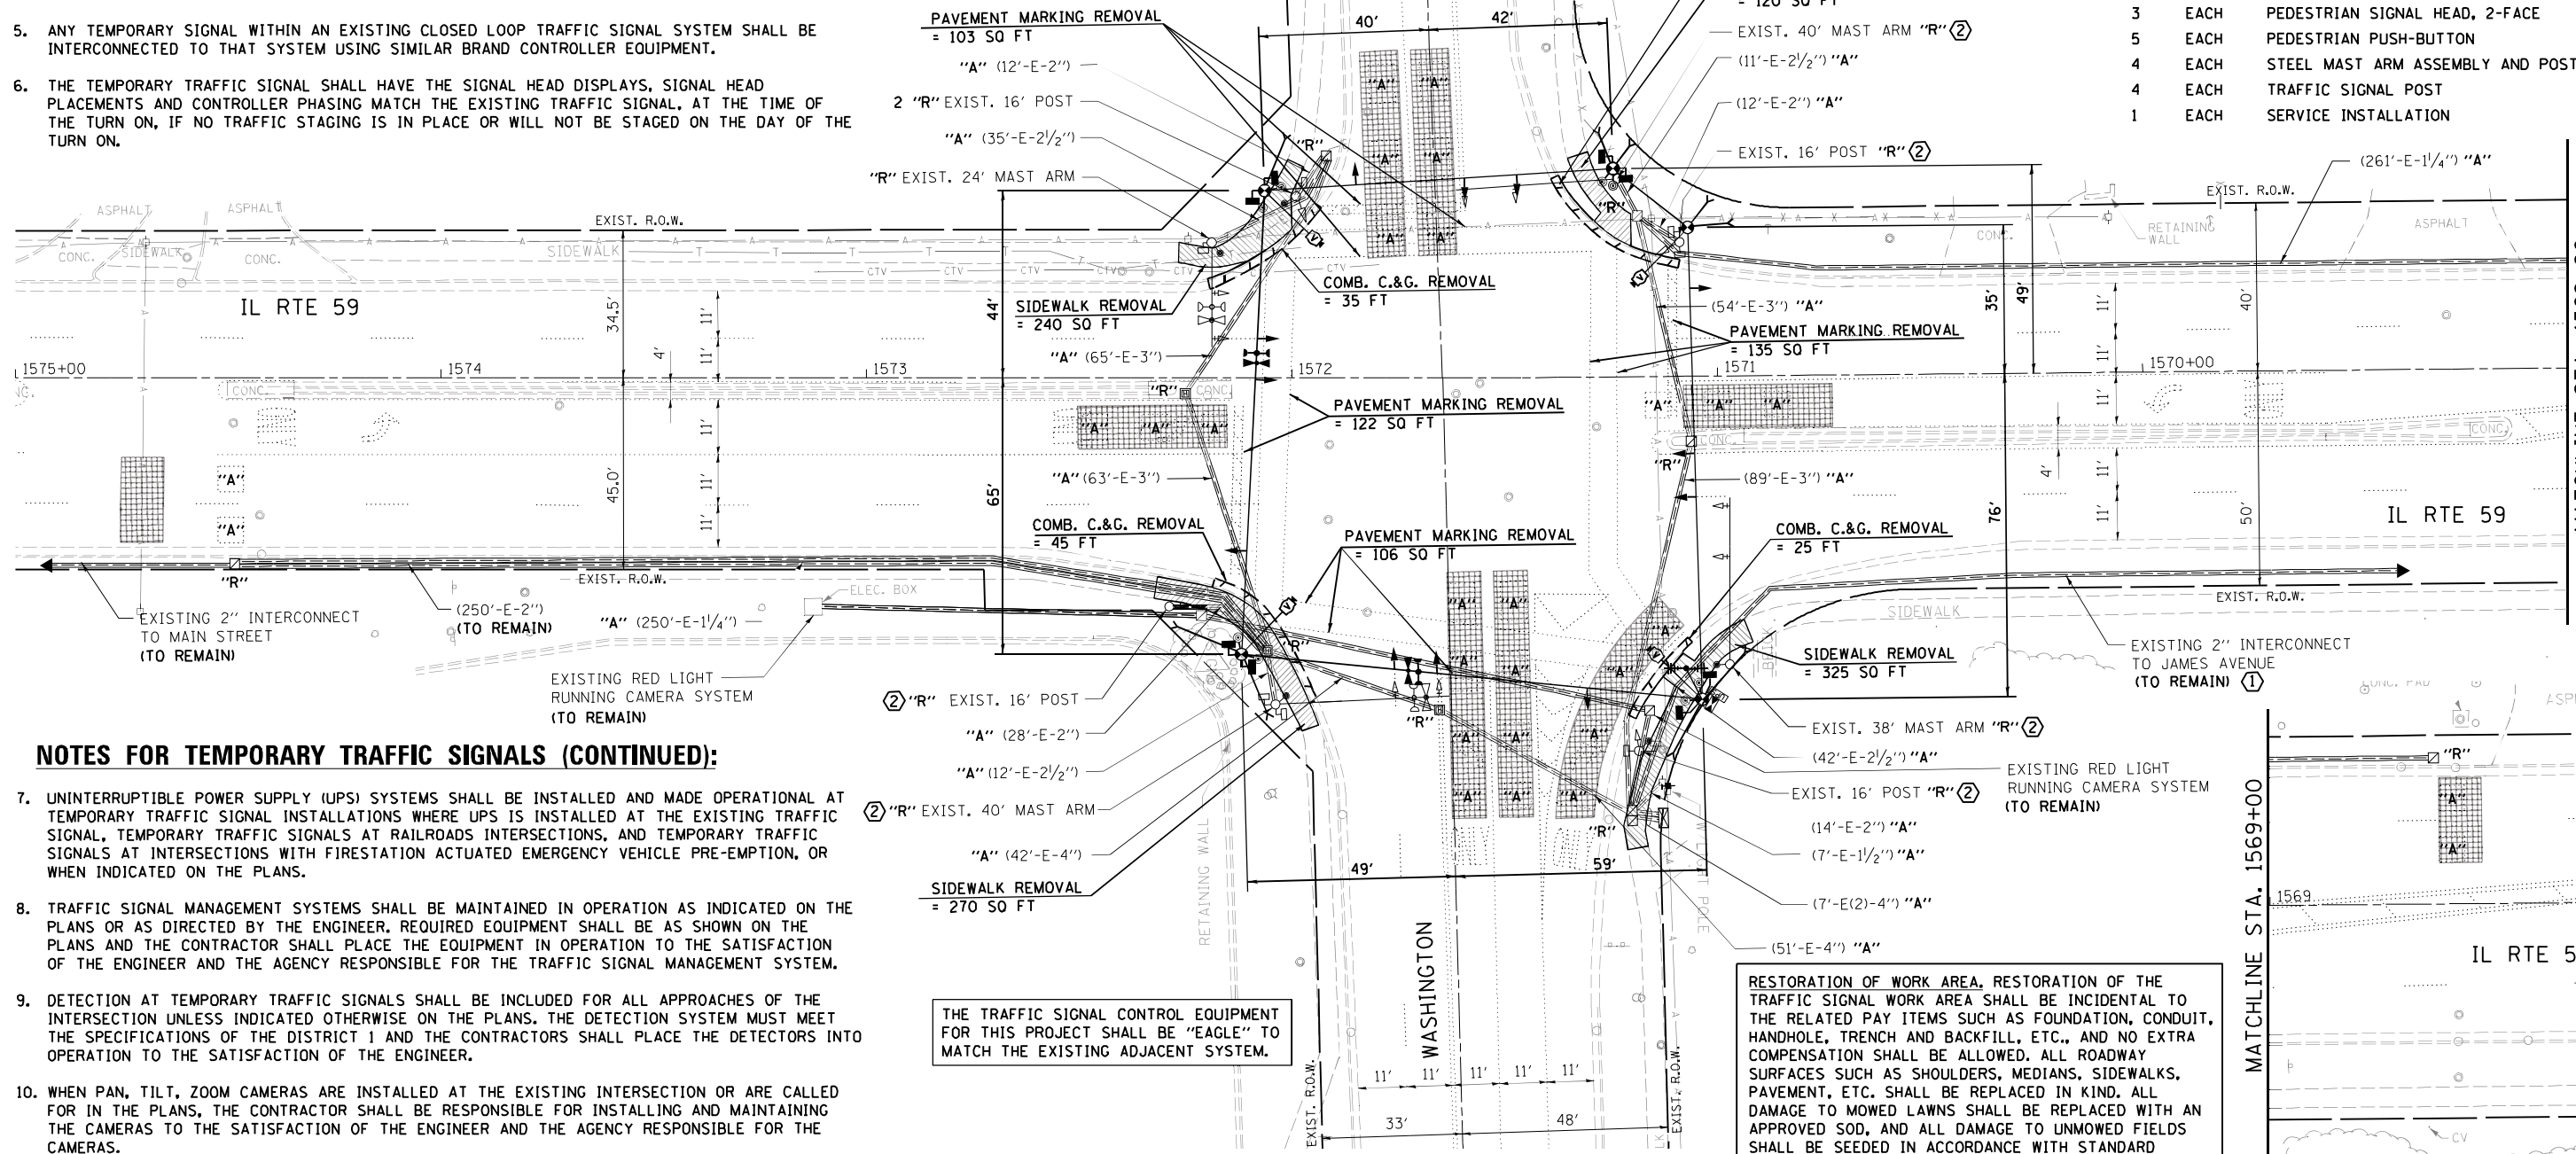 5. ANY TEMPORARY SIGNAL WITHIN AN EXISTING CLOSED LOOP TRAFFIC SIGNAL SYSTEM SHALL BE
INTERCONNECTED TO THAT SYSTEM USING SIMILAR BRAND CONTROLLER EQUIPMENT.
6. THE TEMPORARY TRAFFIC SIGNAL SHALL HAVE THE SIGNAL HEAD DISPLAYS, SIGNAL HEAD
PLACEMENTS AND CONTROLLER PHASING MATCH THE EXISTING TRAFFIC SIGNAL, AT THE TIME OF
THE TURN ON, IF NO TRAFFIC STAGING IS IN PLACE OR WILL NOT BE STAGED ON THE DAY OF THE
TURN ON.
PAVEMENT MARKING REMOVAL
= 103 SQ FT
"A" (12'-E-2")
2 "R" EXIST. 16' POST
"A" (35'-E-2½")
"R" EXIST. 24' MAST ARM
40'
42'
= 120 SQ FT
EXIST. 40' MAST ARM "R" 2
(11'-E-2½") "A"
(12'-E-2") "A"
EXIST. 16' POST "R" 2
3 EACH PEDESTRIAN SIGNAL HEAD, 2-FACE
5 EACH PEDESTRIAN PUSH-BUTTON
4 EACH STEEL MAST ARM ASSEMBLY AND POST
4 EACH TRAFFIC SIGNAL POST
1 EACH SERVICE INSTALLATION
(261'-E-1¼") "A"
EXIST. R.O.W.
ASPHALT
ASPHALT
EXIST. R.O.W.
CONC.
SIDEWALK
CONC.
SIDEWALK
CTV CTV CTV CTV CTV CTV
CONC.
RETAINING
WALL
ASPHALT
IL RTE 59
34.5'
11'
11'
4'
11'
11'
11'
45.0'
44'
65'
SIDEWALK REMOVAL
= 240 SQ FT
COMB. C.&G. REMOVAL
= 35 FT
"A" (65'-E-3")
(54'-E-3") "A"
PAVEMENT MARKING REMOVAL
= 135 SQ FT
35'
49'
76'
40'
50'
11'
11'
11'
4'
11'
11'
1575+00
1574
1573
1572
1571
1570+00
CONC.
"R"
CONC.
"A" "A" "A"
PAVEMENT MARKING REMOVAL
= 122 SQ FT
"A" "A" "A"
CONC.
CONC.
"R"
"A"
"A"
"A" (63'-E-3")
(89'-E-3") "A"
COMB. C.&G. REMOVAL
= 45 FT
PAVEMENT MARKING REMOVAL
= 106 SQ FT
COMB. C.&G. REMOVAL
= 25 FT
IL RTE 59
"R"
EXIST. R.O.W.
ELEC. BOX
EXISTING 2" INTERCONNECT
TO MAIN STREET
(TO REMAIN)
(250'-E-2")
(TO REMAIN)
"A" (250'-E-1¼")
EXISTING RED LIGHT
RUNNING CAMERA SYSTEM
(TO REMAIN)
SIDEWALK
EXIST. R.O.W.
SIDEWALK REMOVAL
= 325 SQ FT
EXISTING 2" INTERCONNECT
TO JAMES AVENUE
(TO REMAIN) 1
2 "R" EXIST. 16' POST
"A" (28'-E-2")
"A" (12'-E-2½")
2 "R" EXIST. 40' MAST ARM
"A" (42'-E-4")
SIDEWALK REMOVAL
= 270 SQ FT
EXIST. 38' MAST ARM "R" 2
(42'-E-2½") "A"
EXISTING RED LIGHT
RUNNING CAMERA SYSTEM
(TO REMAIN)
EXIST. 16' POST "R" 2
(14'-E-2") "A"
(7'-E-1½") "A"
(7'-E(2)-4") "A"
(51'-E-4") "A"
49'
59'
RETAINING WALL
WASHINGTON
EXIST. R.O.W.
EXIST. R.O.W.
11' 11' 11' 11' 11'
33'
48'
NOTES FOR TEMPORARY TRAFFIC SIGNALS (CONTINUED):
7. UNINTERRUPTIBLE POWER SUPPLY (UPS) SYSTEMS SHALL BE INSTALLED AND MADE OPERATIONAL AT
TEMPORARY TRAFFIC SIGNAL INSTALLATIONS WHERE UPS IS INSTALLED AT THE EXISTING TRAFFIC
SIGNAL, TEMPORARY TRAFFIC SIGNALS AT RAILROADS INTERSECTIONS, AND TEMPORARY TRAFFIC
SIGNALS AT INTERSECTIONS WITH FIRESTATION ACTUATED EMERGENCY VEHICLE PRE-EMPTION, OR
WHEN INDICATED ON THE PLANS.
8. TRAFFIC SIGNAL MANAGEMENT SYSTEMS SHALL BE MAINTAINED IN OPERATION AS INDICATED ON THE
PLANS OR AS DIRECTED BY THE ENGINEER. REQUIRED EQUIPMENT SHALL BE AS SHOWN ON THE
PLANS AND THE CONTRACTOR SHALL PLACE THE EQUIPMENT IN OPERATION TO THE SATISFACTION
OF THE ENGINEER AND THE AGENCY RESPONSIBLE FOR THE TRAFFIC SIGNAL MANAGEMENT SYSTEM.
9. DETECTION AT TEMPORARY TRAFFIC SIGNALS SHALL BE INCLUDED FOR ALL APPROACHES OF THE
INTERSECTION UNLESS INDICATED OTHERWISE ON THE PLANS. THE DETECTION SYSTEM MUST MEET
THE SPECIFICATIONS OF THE DISTRICT 1 AND THE CONTRACTORS SHALL PLACE THE DETECTORS INTO
OPERATION TO THE SATISFACTION OF THE ENGINEER.
10. WHEN PAN, TILT, ZOOM CAMERAS ARE INSTALLED AT THE EXISTING INTERSECTION OR ARE CALLED
FOR IN THE PLANS, THE CONTRACTOR SHALL BE RESPONSIBLE FOR INSTALLING AND MAINTAINING
THE CAMERAS TO THE SATISFACTION OF THE ENGINEER AND THE AGENCY RESPONSIBLE FOR THE
CAMERAS.
THE TRAFFIC SIGNAL CONTROL EQUIPMENT
FOR THIS PROJECT SHALL BE "EAGLE" TO
MATCH THE EXISTING ADJACENT SYSTEM.
RESTORATION OF WORK AREA. RESTORATION OF THE
TRAFFIC SIGNAL WORK AREA SHALL BE INCIDENTAL TO
THE RELATED PAY ITEMS SUCH AS FOUNDATION, CONDUIT,
HANDHOLE, TRENCH AND BACKFILL, ETC., AND NO EXTRA
COMPENSATION SHALL BE ALLOWED. ALL ROADWAY
SURFACES SUCH AS SHOULDERS, MEDIANS, SIDEWALKS,
PAVEMENT, ETC. SHALL BE REPLACED IN KIND. ALL
DAMAGE TO MOWED LAWNS SHALL BE REPLACED WITH AN
APPROVED SOD, AND ALL DAMAGE TO UNMOWED FIELDS
SHALL BE SEEDED IN ACCORDANCE WITH STANDARD
MATCHLINE STA. 1569+00
"R"
"A"
"A"
1569
IL RTE 5
CV